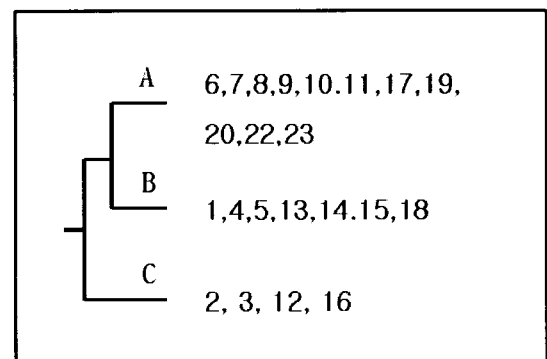 A 6,7,8,9,10.11,17,19,
20,22,23
B 1,4,5,13,14.15,18
C 2, 3, 12, 16